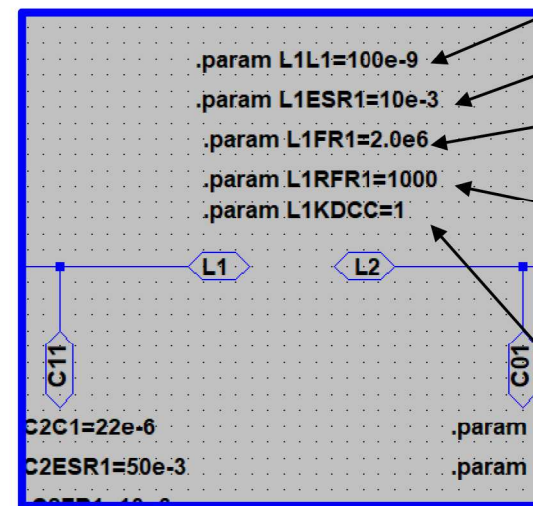 .param L1L1=100e-9
.param L1ESR1=10e-3
.param L1FR1=2.0e6
.param L1RFR1=1000
.param L1KDCC=1
L1
L2
C11
C01
C2C1=22e-6
.param
C2ESR1=50e-3
.param